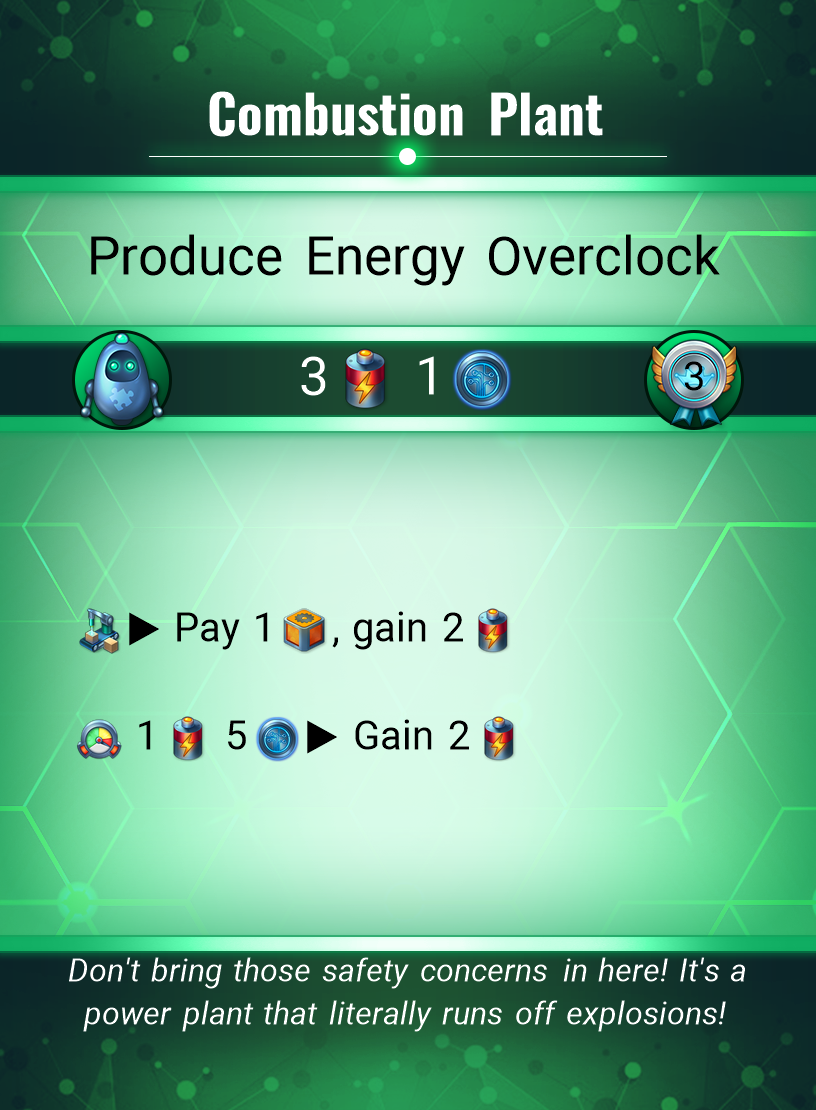 Combustion Plant
Produce Energy Overclock
3 1 3
Pay 1 , gain 2
1 5 Gain 2
Don't bring those safety concerns in here! It's a
power plant that literally runs off explosions!